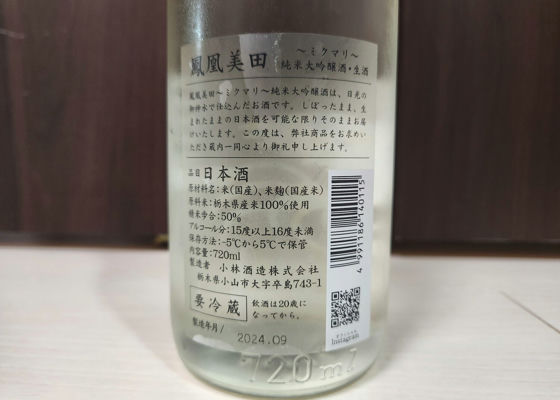 鳳凰美田
～ミクマリ～
純米大吟醸酒・生酒
鳳凰美田～ミクマリ～純米大吟醸酒は、日光の
御神水で仕込んだお酒です。しぼったまま、生
まれたままの日本酒を可能な限りそのままお届
けいたします。この度は、弊社商品をお求めい
ただき蔵内一同心より御礼申し上げます。
品目 日本酒
原材料名:米(国産)、米麹(国産米)
原料米:栃木県産米100%使用
精米歩合:50%
アルコール分:15度以上16度未満
保存方法:-5℃から5℃で保管
内容量:720ml
製造者 小林酒造株式会社
栃木県小山市大字卒島743-1
要冷蔵
飲酒は20歳に
なってから。
製造年月/
2024.09
4 991186 140115
Instagram
720ml